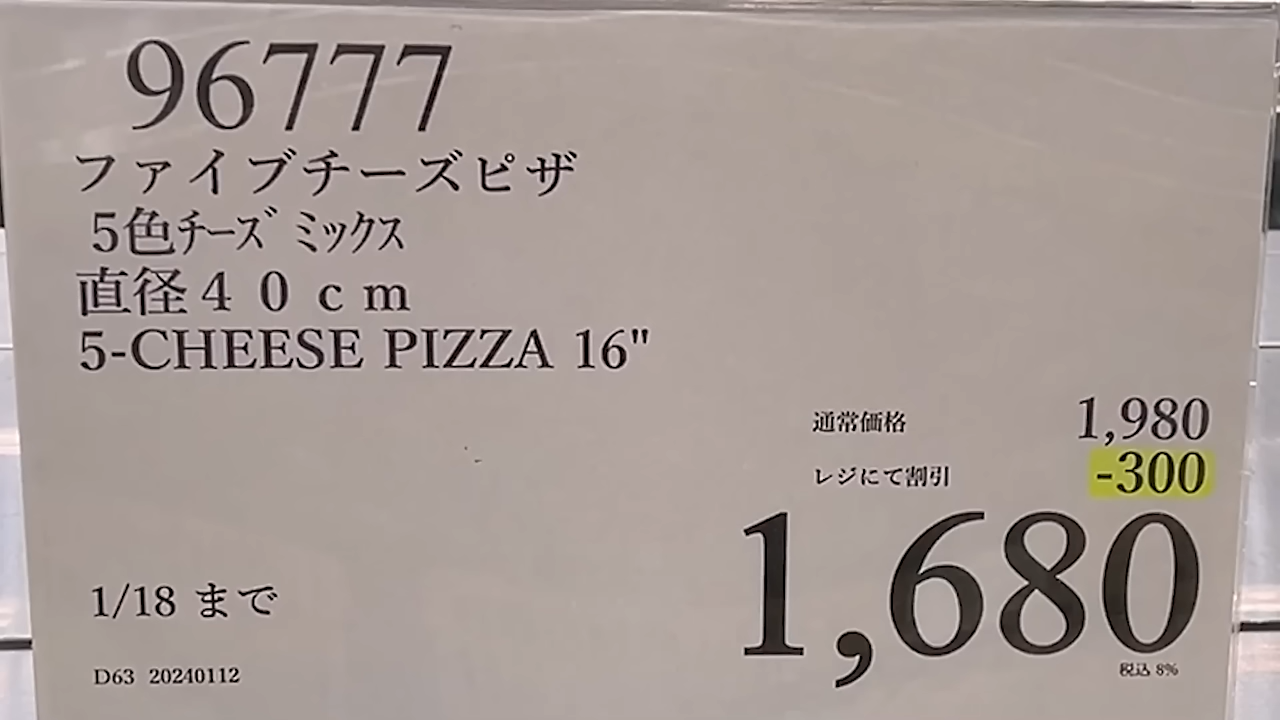 96777
ファイブチーズピザ
5色ﾁｰｽﾞﾐｯｸｽ
直径４０ｃｍ
5-CHEESE PIZZA 16"
通常価格 1,980
レジにて割引 -300
1,680
税込 8%
1/18 まで
D63 20240112